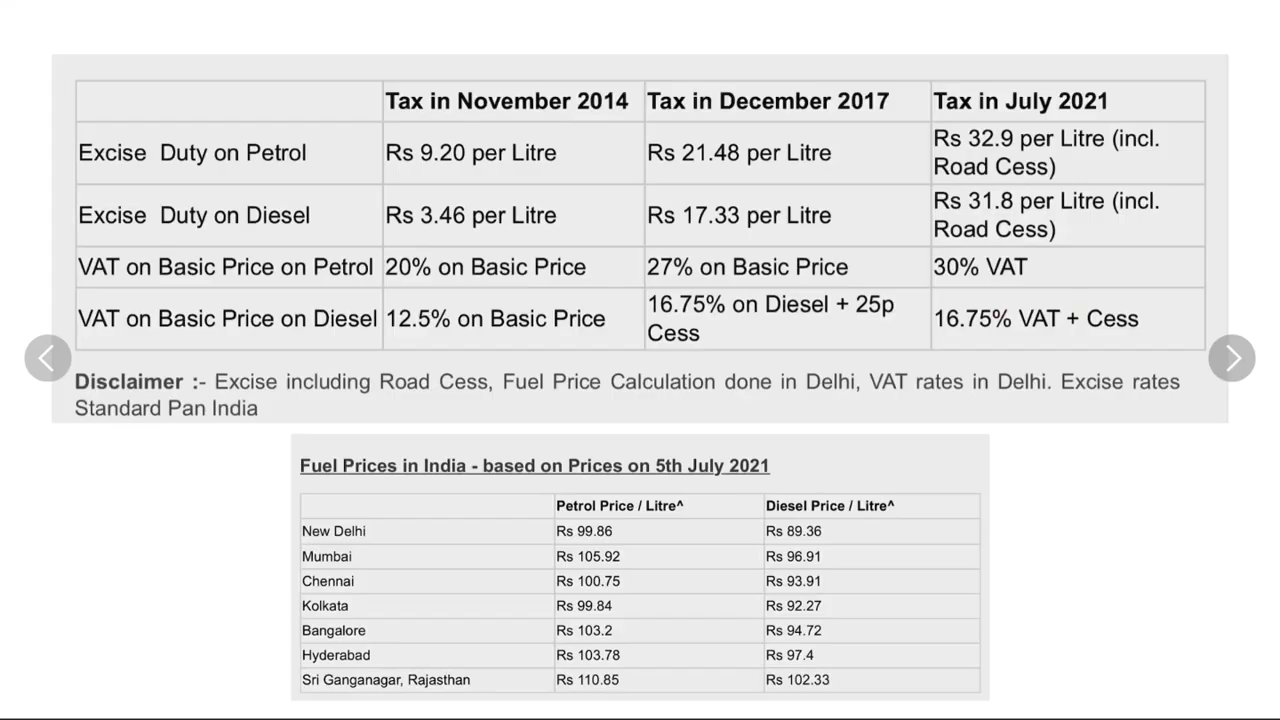 Tax in November 2014 Tax in December 2017 Tax in July 2021
Excise Duty on Petrol Rs 9.20 per Litre Rs 21.48 per Litre Rs 32.9 per Litre (incl.
Road Cess)
Excise Duty on Diesel Rs 3.46 per Litre Rs 17.33 per Litre Rs 31.8 per Litre (incl.
Road Cess)
VAT on Basic Price on Petrol 20% on Basic Price 27% on Basic Price 30% VAT
VAT on Basic Price on Diesel 12.5% on Basic Price 16.75% on Diesel + 25p
Cess 16.75% VAT + Cess
Disclaimer :- Excise including Road Cess, Fuel Price Calculation done in Delhi, VAT rates in Delhi. Excise rates
Standard Pan India
Fuel Prices in India - based on Prices on 5th July 2021
Petrol Price / Litre^ Diesel Price / Litre^
New Delhi Rs 99.86 Rs 89.36
Mumbai Rs 105.92 Rs 96.91
Chennai Rs 100.75 Rs 93.91
Kolkata Rs 99.84 Rs 92.27
Bangalore Rs 103.2 Rs 94.72
Hyderabad Rs 103.78 Rs 97.4
Sri Ganganagar, Rajasthan Rs 110.85 Rs 102.33